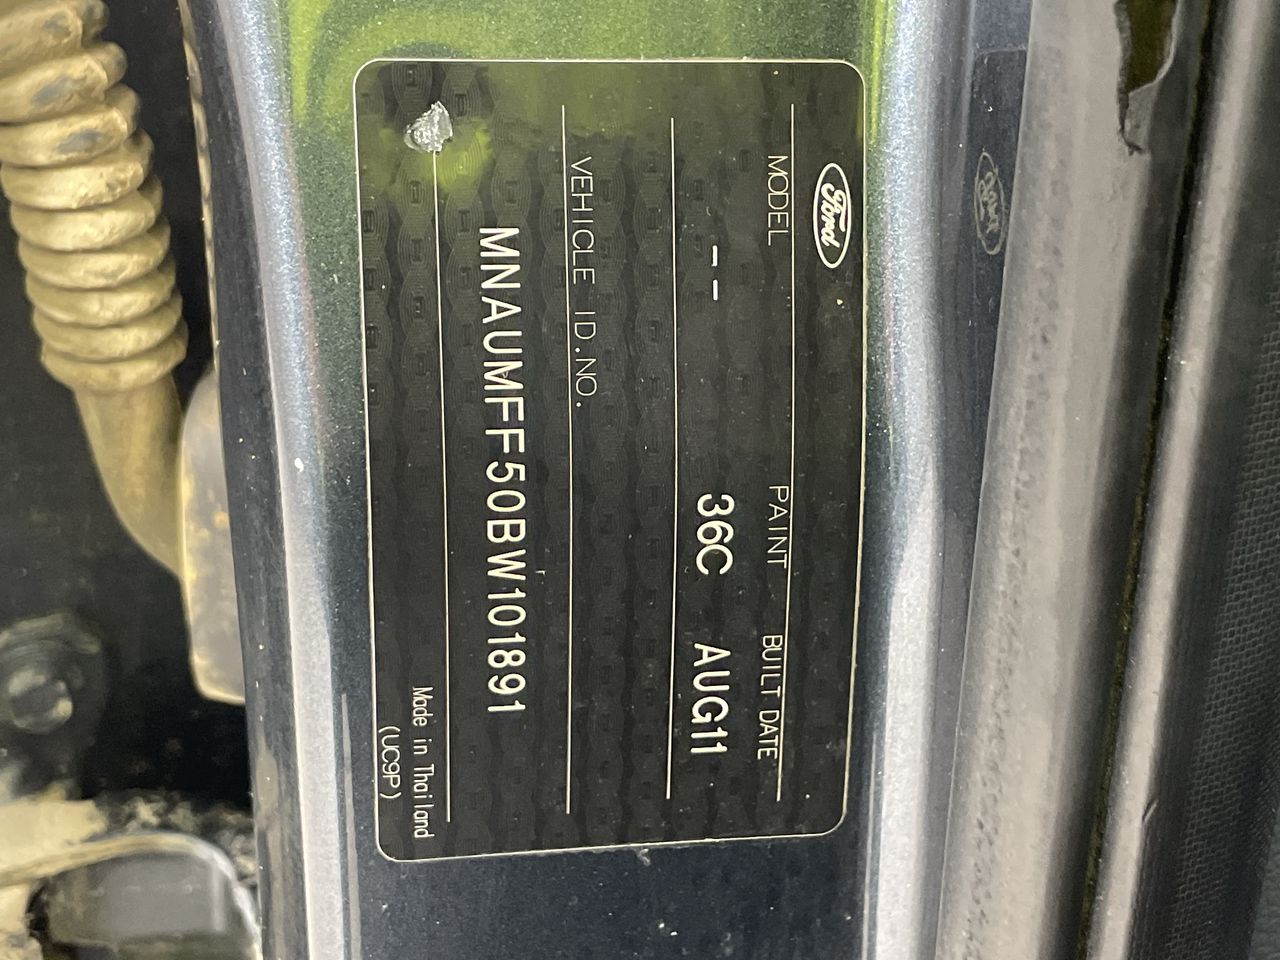 Ford
MODEL PAINT BUILT DATE
-- 36C AUG11
VEHICLE ID.NO.
MNAUMFF50BW101891
Made in Thailand
(UC9P)